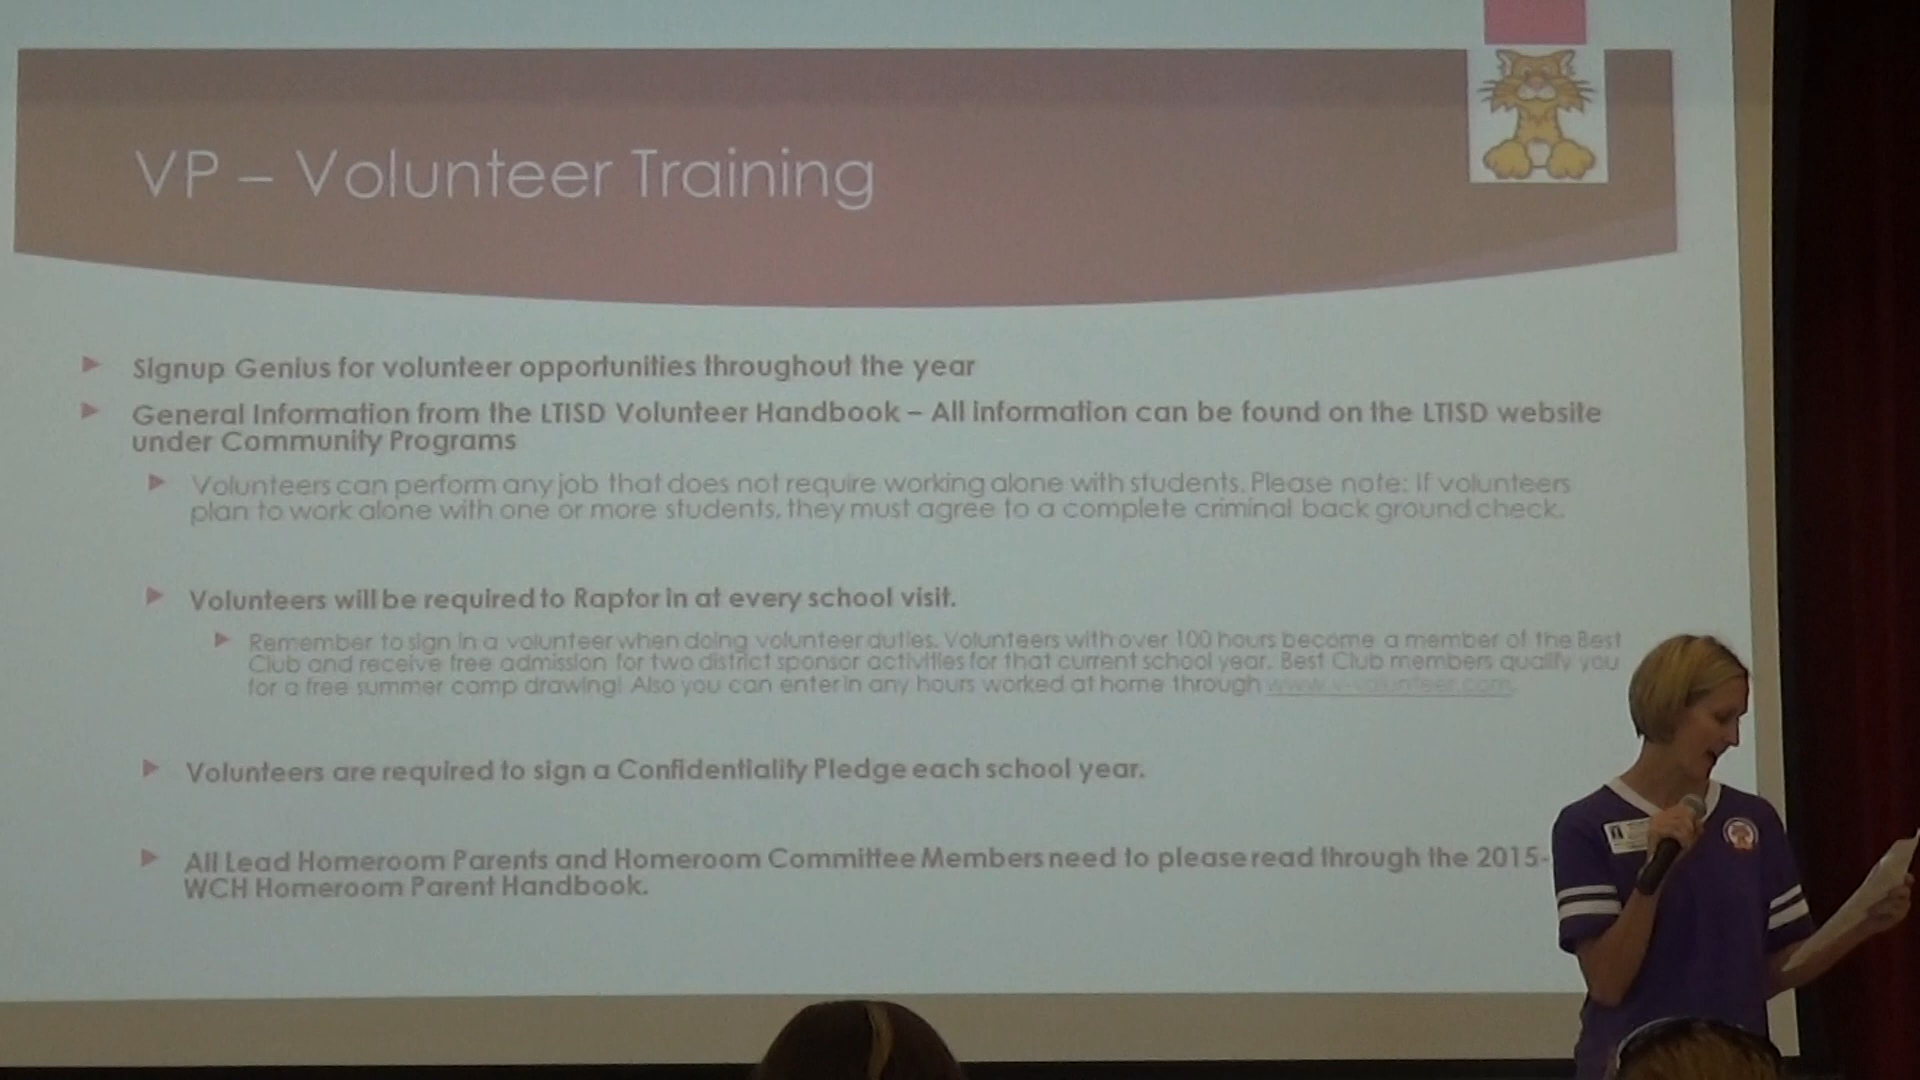 VP – Volunteer Training
Signup Genius for volunteer opportunities throughout the year
General Information from the LTISD Volunteer Handbook – All information can be found on the LTISD website
under Community Programs
Volunteers can perform any job that does not require working alone with students. Please note: If volunteers
plan to work alone with one or more students, they must agree to a complete criminal back ground check.
Volunteers will be required to Raptor in at every school visit.
Remember to sign in a volunteer when doing volunteer duties. Volunteers with over 100 hours become a member of the Best
Club and receive free admission for two district sponsor activities for that current school year. Best Club members qualify you
for a free summer camp drawing! Also you can enter in any hours worked at home through
Volunteers are required to sign a Confidentiality Pledge each school year.
All Lead Homeroom Parents and Homeroom Committee Members need to please read through the 2015-
WCH Homeroom Parent Handbook.